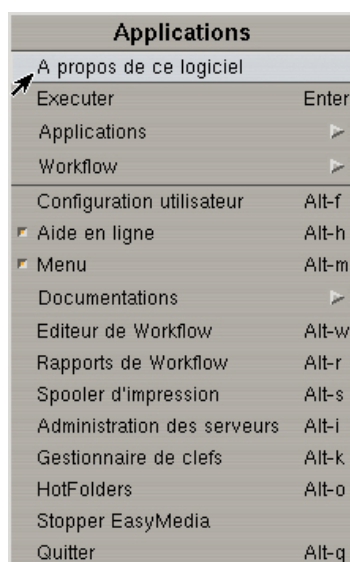 Applications
A propos de ce logiciel
Executer Enter
Applications
Workflow
Configuration utilisateur Alt-f
Aide en ligne Alt-h
Menu Alt-m
Documentations
Editeur de Workflow Alt-w
Rapports de Workflow Alt-r
Spooler d'impression Alt-s
Administration des serveurs Alt-i
Gestionnaire de clefs Alt-k
HotFolders Alt-o
Stopper EasyMedia
Quitter Alt-q